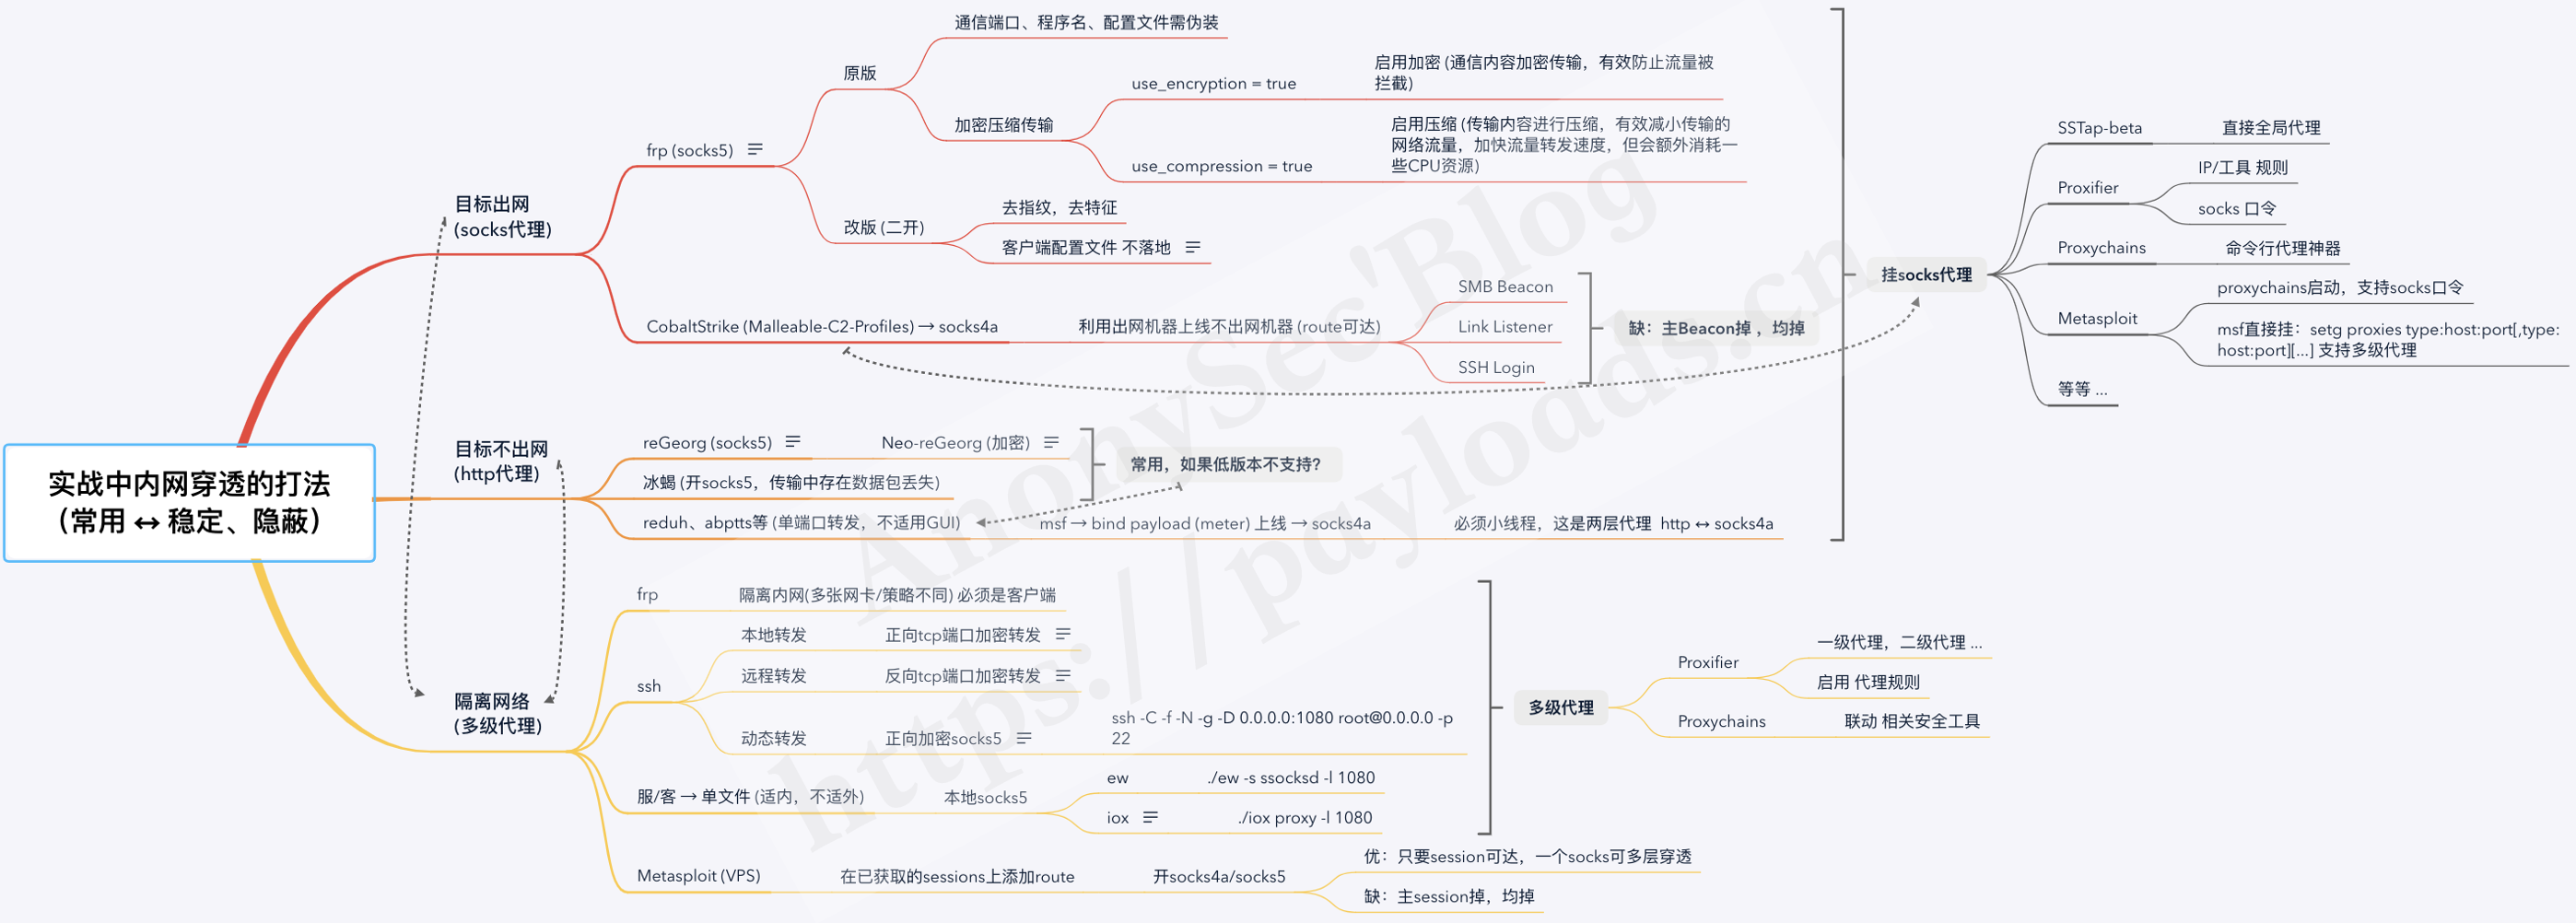 实战中内网穿透的打法
（常用 ↔ 稳定、隐蔽）
目标出网
(socks代理)
frp (socks5)
原版
通信端口、程序名、配置文件需伪装
加密压缩传输
use_encryption = true
启用加密 (通信内容加密传输，有效防止流量被
拦截)
use_compression = true
启用压缩 (传输内容进行压缩，有效减小传输的
网络流量，加快流量转发速度，但会额外消耗一
些CPU资源)
改版 (二开)
去指纹，去特征
客户端配置文件 不落地
CobaltStrike (Malleable-C2-Profiles) → socks4a
利用出网机器上线不出网机器 (route可达)
SMB Beacon
Link Listener
SSH Login
缺：主Beacon掉 ，均掉
目标不出网
(http代理)
reGeorg (socks5)
Neo-reGeorg (加密)
冰蝎 (开socks5，传输中存在数据包丢失)
常用，如果低版本不支持?
reduh、abptts等 (单端口转发，不适用GUI)
msf → bind payload (meter) 上线 → socks4a
必须小线程，这是两层代理 http ↔ socks4a
挂socks代理
SSTap-beta
直接全局代理
Proxifier
IP/工具 规则
socks 口令
Proxychains
命令行代理神器
Metasploit
proxychains启动，支持socks口令
msf直接挂：setg proxies type:host:port[,type:
host:port][...] 支持多级代理
等等 ...
隔离网络
(多级代理)
frp
隔离内网(多张网卡/策略不同) 必须是客户端
ssh
本地转发
正向tcp端口加密转发
远程转发
反向tcp端口加密转发
动态转发
正向加密socks5
ssh -C -f -N -g -D 0.0.0.0:1080 root@0.0.0.0 -p
22
服/客 → 单文件 (适内，不适外)
本地socks5
ew
./ew -s ssocksd -l 1080
iox
./iox proxy -l 1080
Metasploit (VPS)
在已获取的sessions上添加route
开socks4a/socks5
优：只要session可达，一个socks可多层穿透
缺：主session掉，均掉
多级代理
Proxifier
一级代理，二级代理 ...
启用 代理规则
Proxychains
联动 相关安全工具
AnonySec'Blog
https://payloads.cn